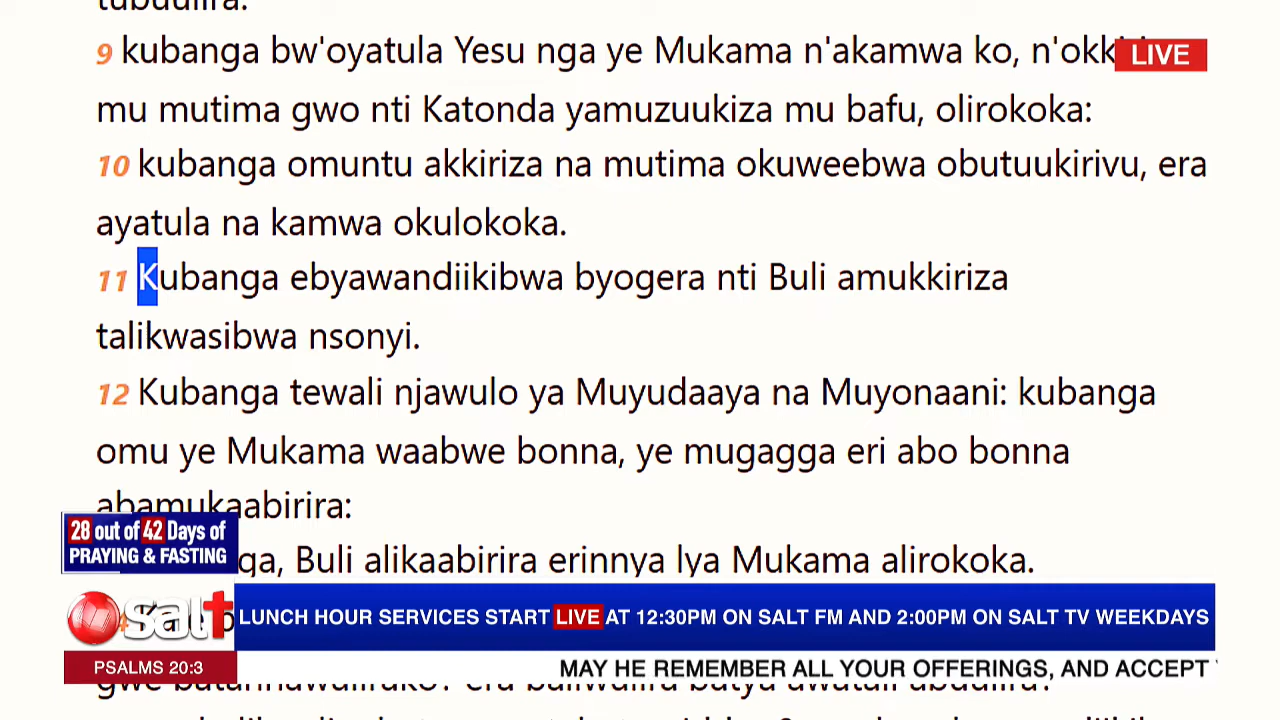 tubuulira:
9 kubanga bw'oyatula Yesu nga ye Mukama n'akamwa ko,
LIVE
mu mutima gwo nti Katonda yamuzuukiza mu bafu, olirokoka:
10 kubanga omuntu akkiriza na mutima okuweebwa obutuukirivu, era
ayatula na kamwa okulokoka.
11 Kubanga ebyawandiikibwa byogera nti Buli amukkiriza
talikwasibwa nsonyi.
12 Kubanga tewali njawulo ya Muyudaaya na Muyonaani: kubanga
omu ye Mukama waabwe bonna, ye mugagga eri abo bonna
abamukaabirira:
Buli alikaabirira erinnya lya Mukama alirokoka.
28 out of 42 Days of
PRAYING & FASTING
salt
LUNCH HOUR SERVICES START LIVE AT 12:30PM ON SALT FM AND 2:00PM ON SALT TV WEEKDAYS
PSALMS 20:3
MAY HE REMEMBER ALL YOUR OFFERINGS, AND ACCEPT